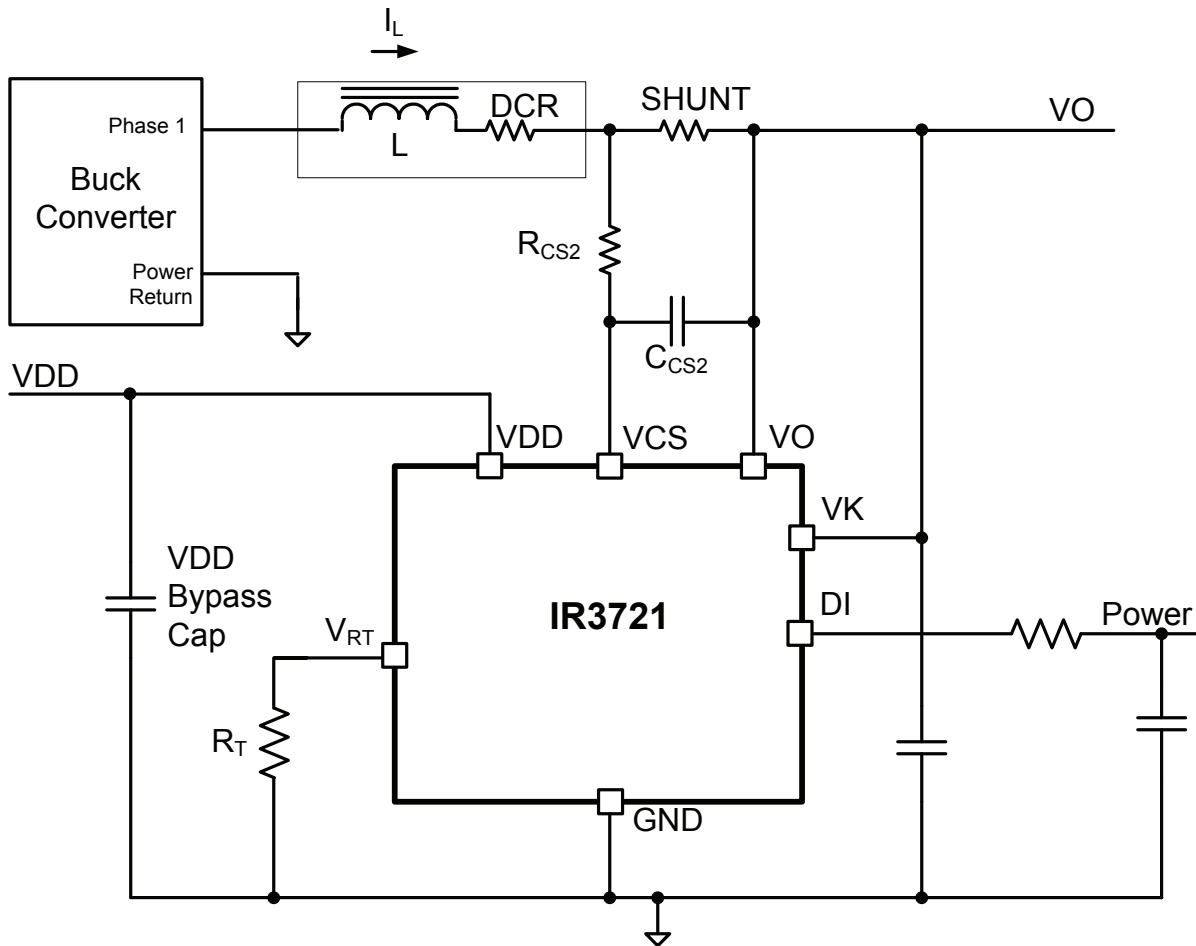 I_L
Phase 1
Buck
Converter
Power
Return
L
DCR
SHUNT
VO
R_CS2
C_CS2
VDD
VDD
VCS
VO
VK
DI
Power
VDD
Bypass
Cap
V_RT
R_T
IR3721
GND